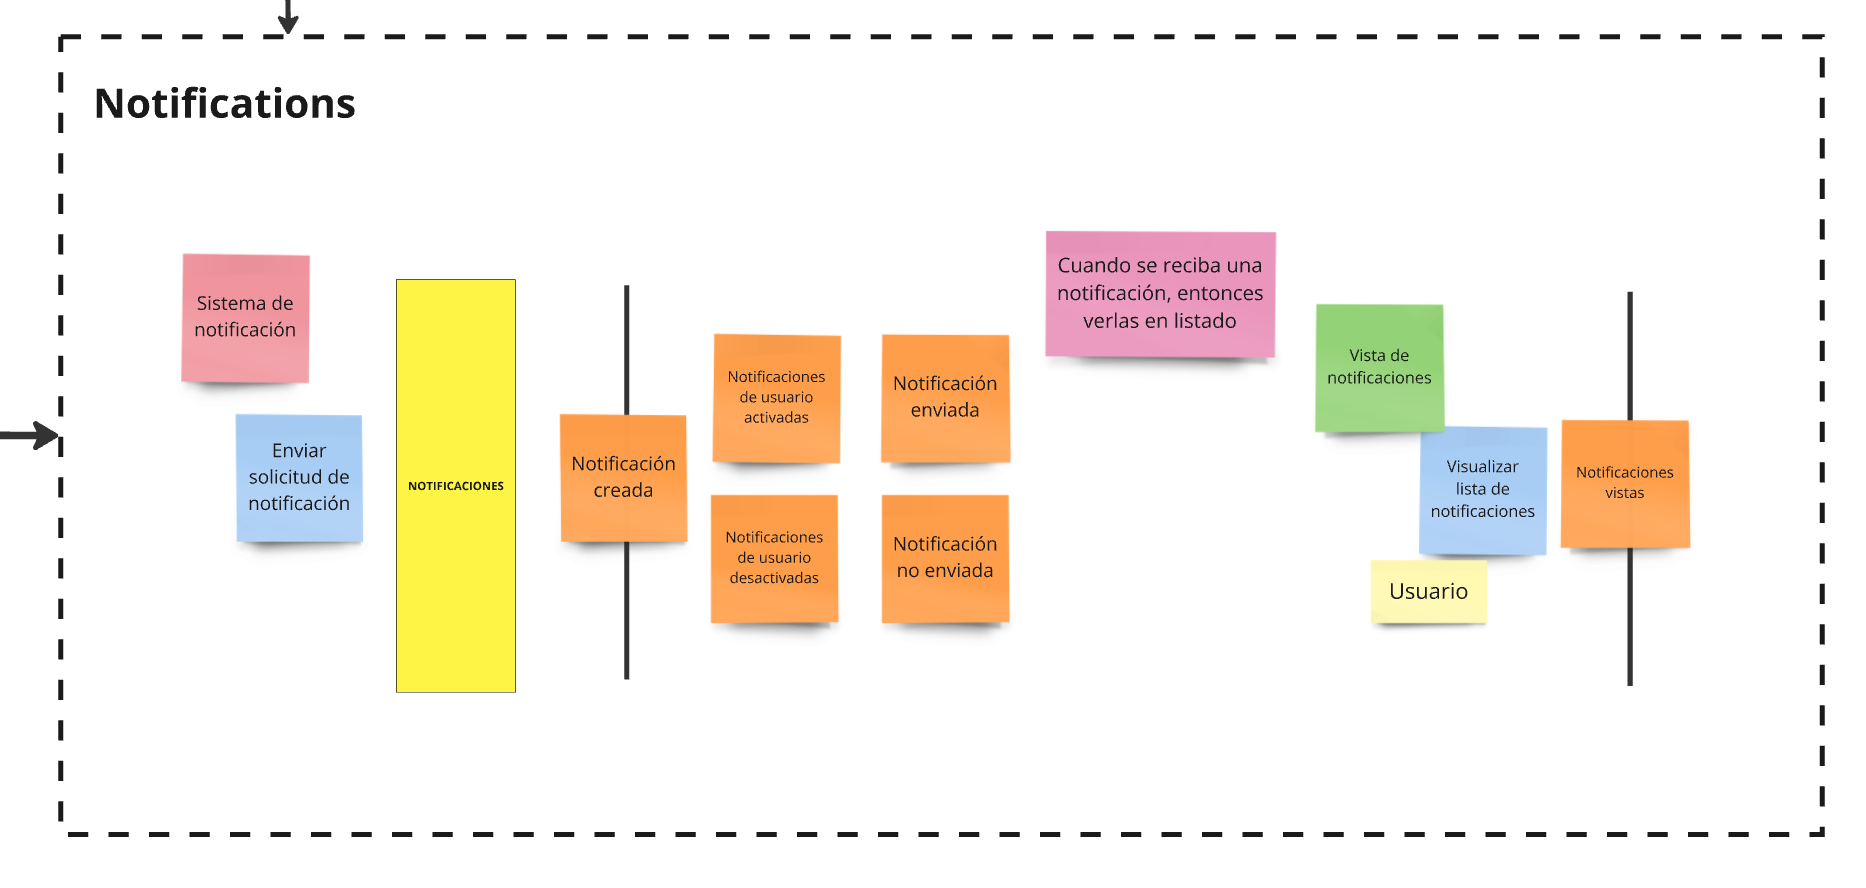 Notifications
Sistema de
notificación
Enviar
solicitud de
notificación
NOTIFICACIONES
Notificación
creada
Notificaciones
de usuario
activadas
Notificaciones
de usuario
desactivadas
Notificación
enviada
Notificación
no enviada
Cuando se reciba una
notificación, entonces
verlas en listado
Vista de
notificaciones
Visualizar
lista de
notificaciones
Usuario
Notificaciones
vistas